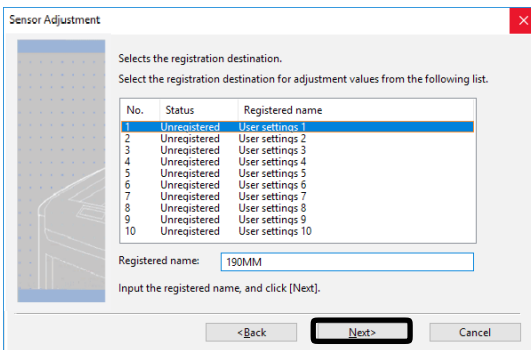 Sensor Adjustment
Selects the registration destination.
Select the registration destination for adjustment values from the following list.
No. Status Registered name
1 Unregistered User settings 1
2 Unregistered User settings 2
3 Unregistered User settings 3
4 Unregistered User settings 4
5 Unregistered User settings 5
6 Unregistered User settings 6
7 Unregistered User settings 7
8 Unregistered User settings 8
9 Unregistered User settings 9
10 Unregistered User settings 10
Registered name: 190MM
Input the registered name, and click [Next].
<Back Next> Cancel